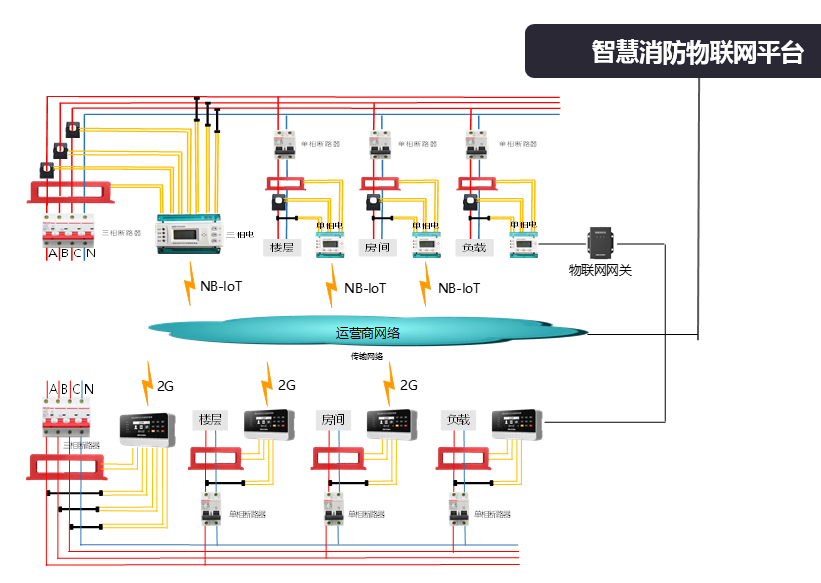 智慧消防物联网平台
单相断路器
单相断路器
单相断路器
三相断路器
三相电
单相电
单相电
单相电
A B C N
楼层
房间
负载
物联网网关
NB-IoT
NB-IoT
NB-IoT
运营商网络
传输网络
2G
2G
2G
A B C N
楼层
房间
负载
三相断路器
单相断路器
单相断路器
单相断路器